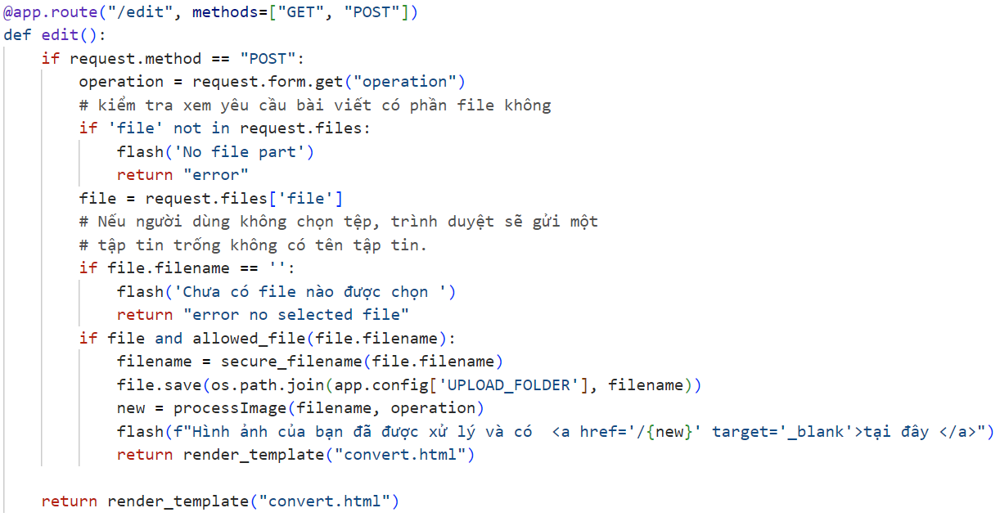 @app.route("/edit", methods=["GET", "POST"])
def edit():
    if request.method == "POST":
        operation = request.form.get("operation")
        # kiểm tra xem yêu cầu bài viết có phần file không
        if 'file' not in request.files:
            flash('No file part')
            return "error"
        file = request.files['file']
        # Nếu người dùng không chọn tệp, trình duyệt sẽ gửi một
        # tập tin trống không có tên tập tin.
        if file.filename == '':
            flash('Chưa có file nào được chọn ')
            return "error no selected file"
        if file and allowed_file(file.filename):
            filename = secure_filename(file.filename)
            file.save(os.path.join(app.config['UPLOAD_FOLDER'], filename))
            new = processImage(filename, operation)
            flash(f"Hình ảnh của bạn đã được xử lý và có  <a href='/{new}' target='_blank'>tại đây </a>")
            return render_template("convert.html")

    return render_template("convert.html")